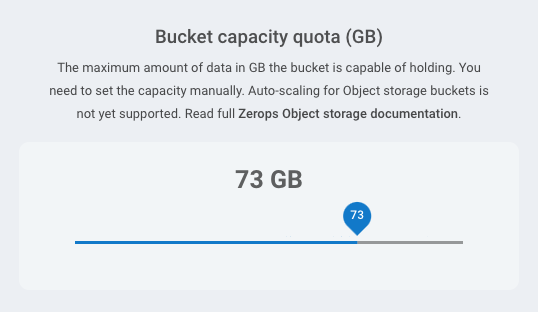 Bucket capacity quota (GB)
The maximum amount of data in GB the bucket is capable of holding. You
need to set the capacity manually. Auto-scaling for Object storage buckets is
not yet supported. Read full Zerops Object storage documentation.
73 GB
73